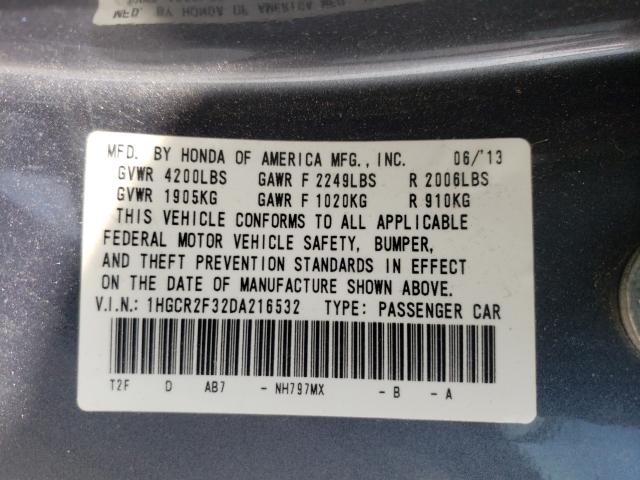 MFD. BY HONDA OF AMERICA MFG., INC. 06/'13
GVWR 4200LBS GAWR F 2249LBS R 2006LBS
GVWR 1905KG GAWR F 1020KG R 910KG
THIS VEHICLE CONFORMS TO ALL APPLICABLE
FEDERAL MOTOR VEHICLE SAFETY, BUMPER,
AND THEFT PREVENTION STANDARDS IN EFFECT
ON THE DATE OF MANUFACTURE SHOWN ABOVE.
V.I.N.: 1HGCR2F32DA216532 TYPE: PASSENGER CAR
T2F D AB7 - NH797MX - B - A